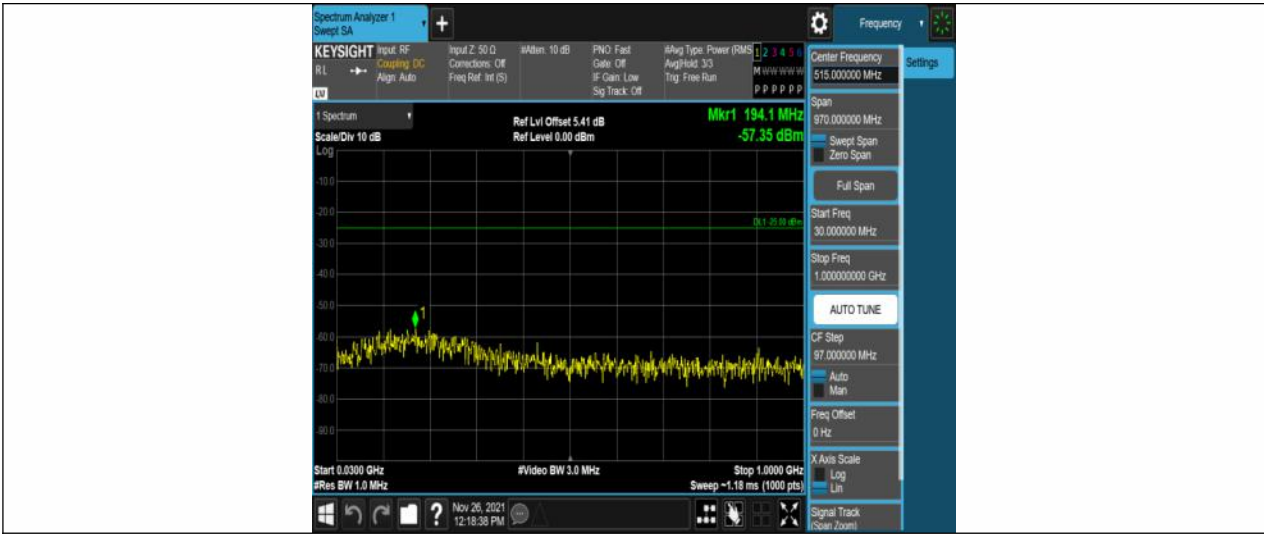 Spectrum Analyzer 1
Swept SA
Frequency
KEYSIGHT
Input: RF
Coupling: DC
Align: Auto
R L
LV
Input Z: 50 Ω
Corrections: Off
Freq Ref: Int (S)
#Atten: 10 dB
PNO: Fast
Gate: Off
IF Gain: Low
Sig Track: Off
#Avg Type: Power (RMS
Avg|Hold: 3/3
Trig: Free Run
1 2 3 4 5 6
M W W W W W
P P P P P P
1 Spectrum
Scale/Div 10 dB
Log
Ref Lvl Offset 5.41 dB
Ref Level 0.00 dBm
Mkr1 194.1 MHz
-57.35 dBm
-10.0
-20.0
DL1 -25.00 dBm
-30.0
-40.0
-50.0
1
-60.0
-70.0
-80.0
-90.0
Start 0.0300 GHz
#Res BW 1.0 MHz
#Video BW 3.0 MHz
Stop 1.0000 GHz
Sweep ~1.18 ms (1000 pts)
?
Nov 26, 2021
12:18:38 PM
Center Frequency
515.000000 MHz
Settings
Span
970.000000 MHz
Swept Span
Zero Span
Full Span
Start Freq
30.000000 MHz
Stop Freq
1.000000000 GHz
AUTO TUNE
CF Step
97.000000 MHz
Auto
Man
Freq Offset
0 Hz
X Axis Scale
Log
Lin
Signal Track
(Span Zoom)